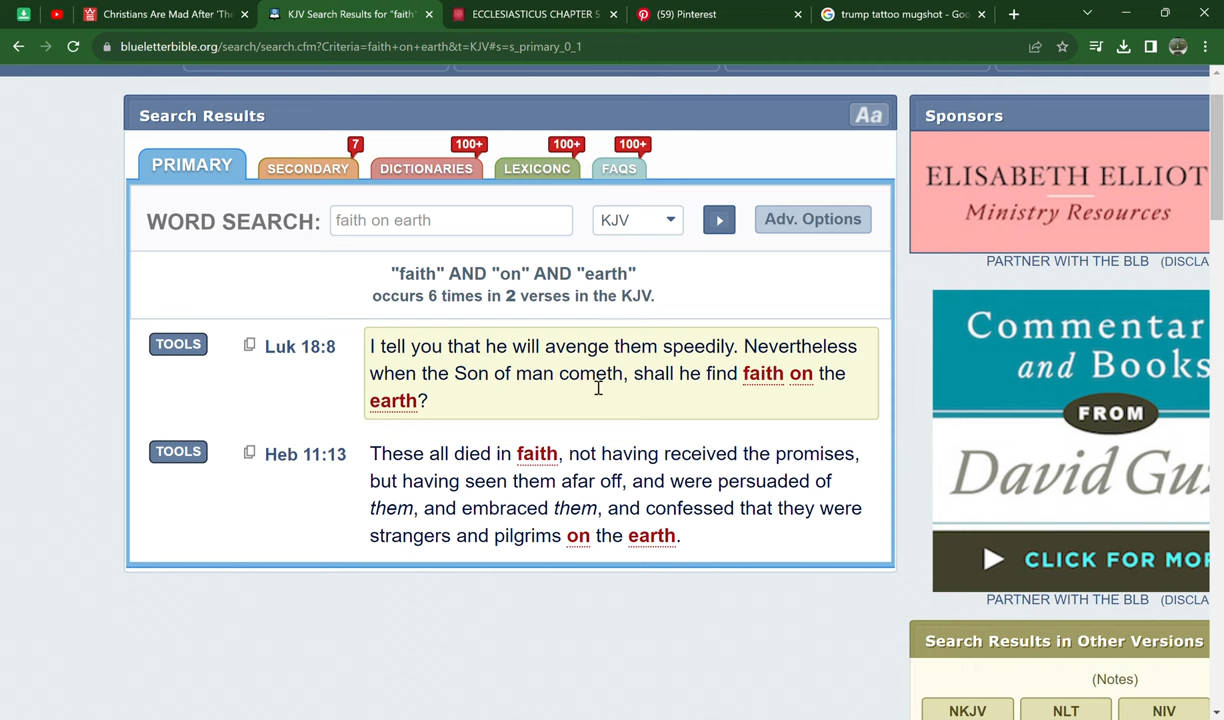 Christians Are Mad After 'The
KJV Search Results for "faith"
ECCLESIASTICUS CHAPTER 5
(59) Pinterest
trump tattoo mugshot - Goo
blueletterbible.org/search/search.cfm?Criteria=faith+on+earth&t=KJV#s=s_primary_0_1
Search Results
Aa
PRIMARY
SECONDARY
7
DICTIONARIES
100+
LEXICONC
100+
FAQS
100+
WORD SEARCH:
faith on earth
KJV
Adv. Options
"faith" AND "on" AND "earth"
occurs 6 times in 2 verses in the KJV.
TOOLS
Luk 18:8
I tell you that he will avenge them speedily. Nevertheless
when the Son of man cometh, shall he find faith on the
earth?
TOOLS
Heb 11:13
These all died in faith, not having received the promises,
but having seen them afar off, and were persuaded of
them, and embraced them, and confessed that they were
strangers and pilgrims on the earth.
Sponsors
ELISABETH ELLIOT
Ministry Resources
PARTNER WITH THE BLB (DISCLA
Commentar
and Books
FROM
David Guz
CLICK FOR MOR
PARTNER WITH THE BLB (DISCLA
Search Results in Other Versions
(Notes)
NKJV
NLT
NIV